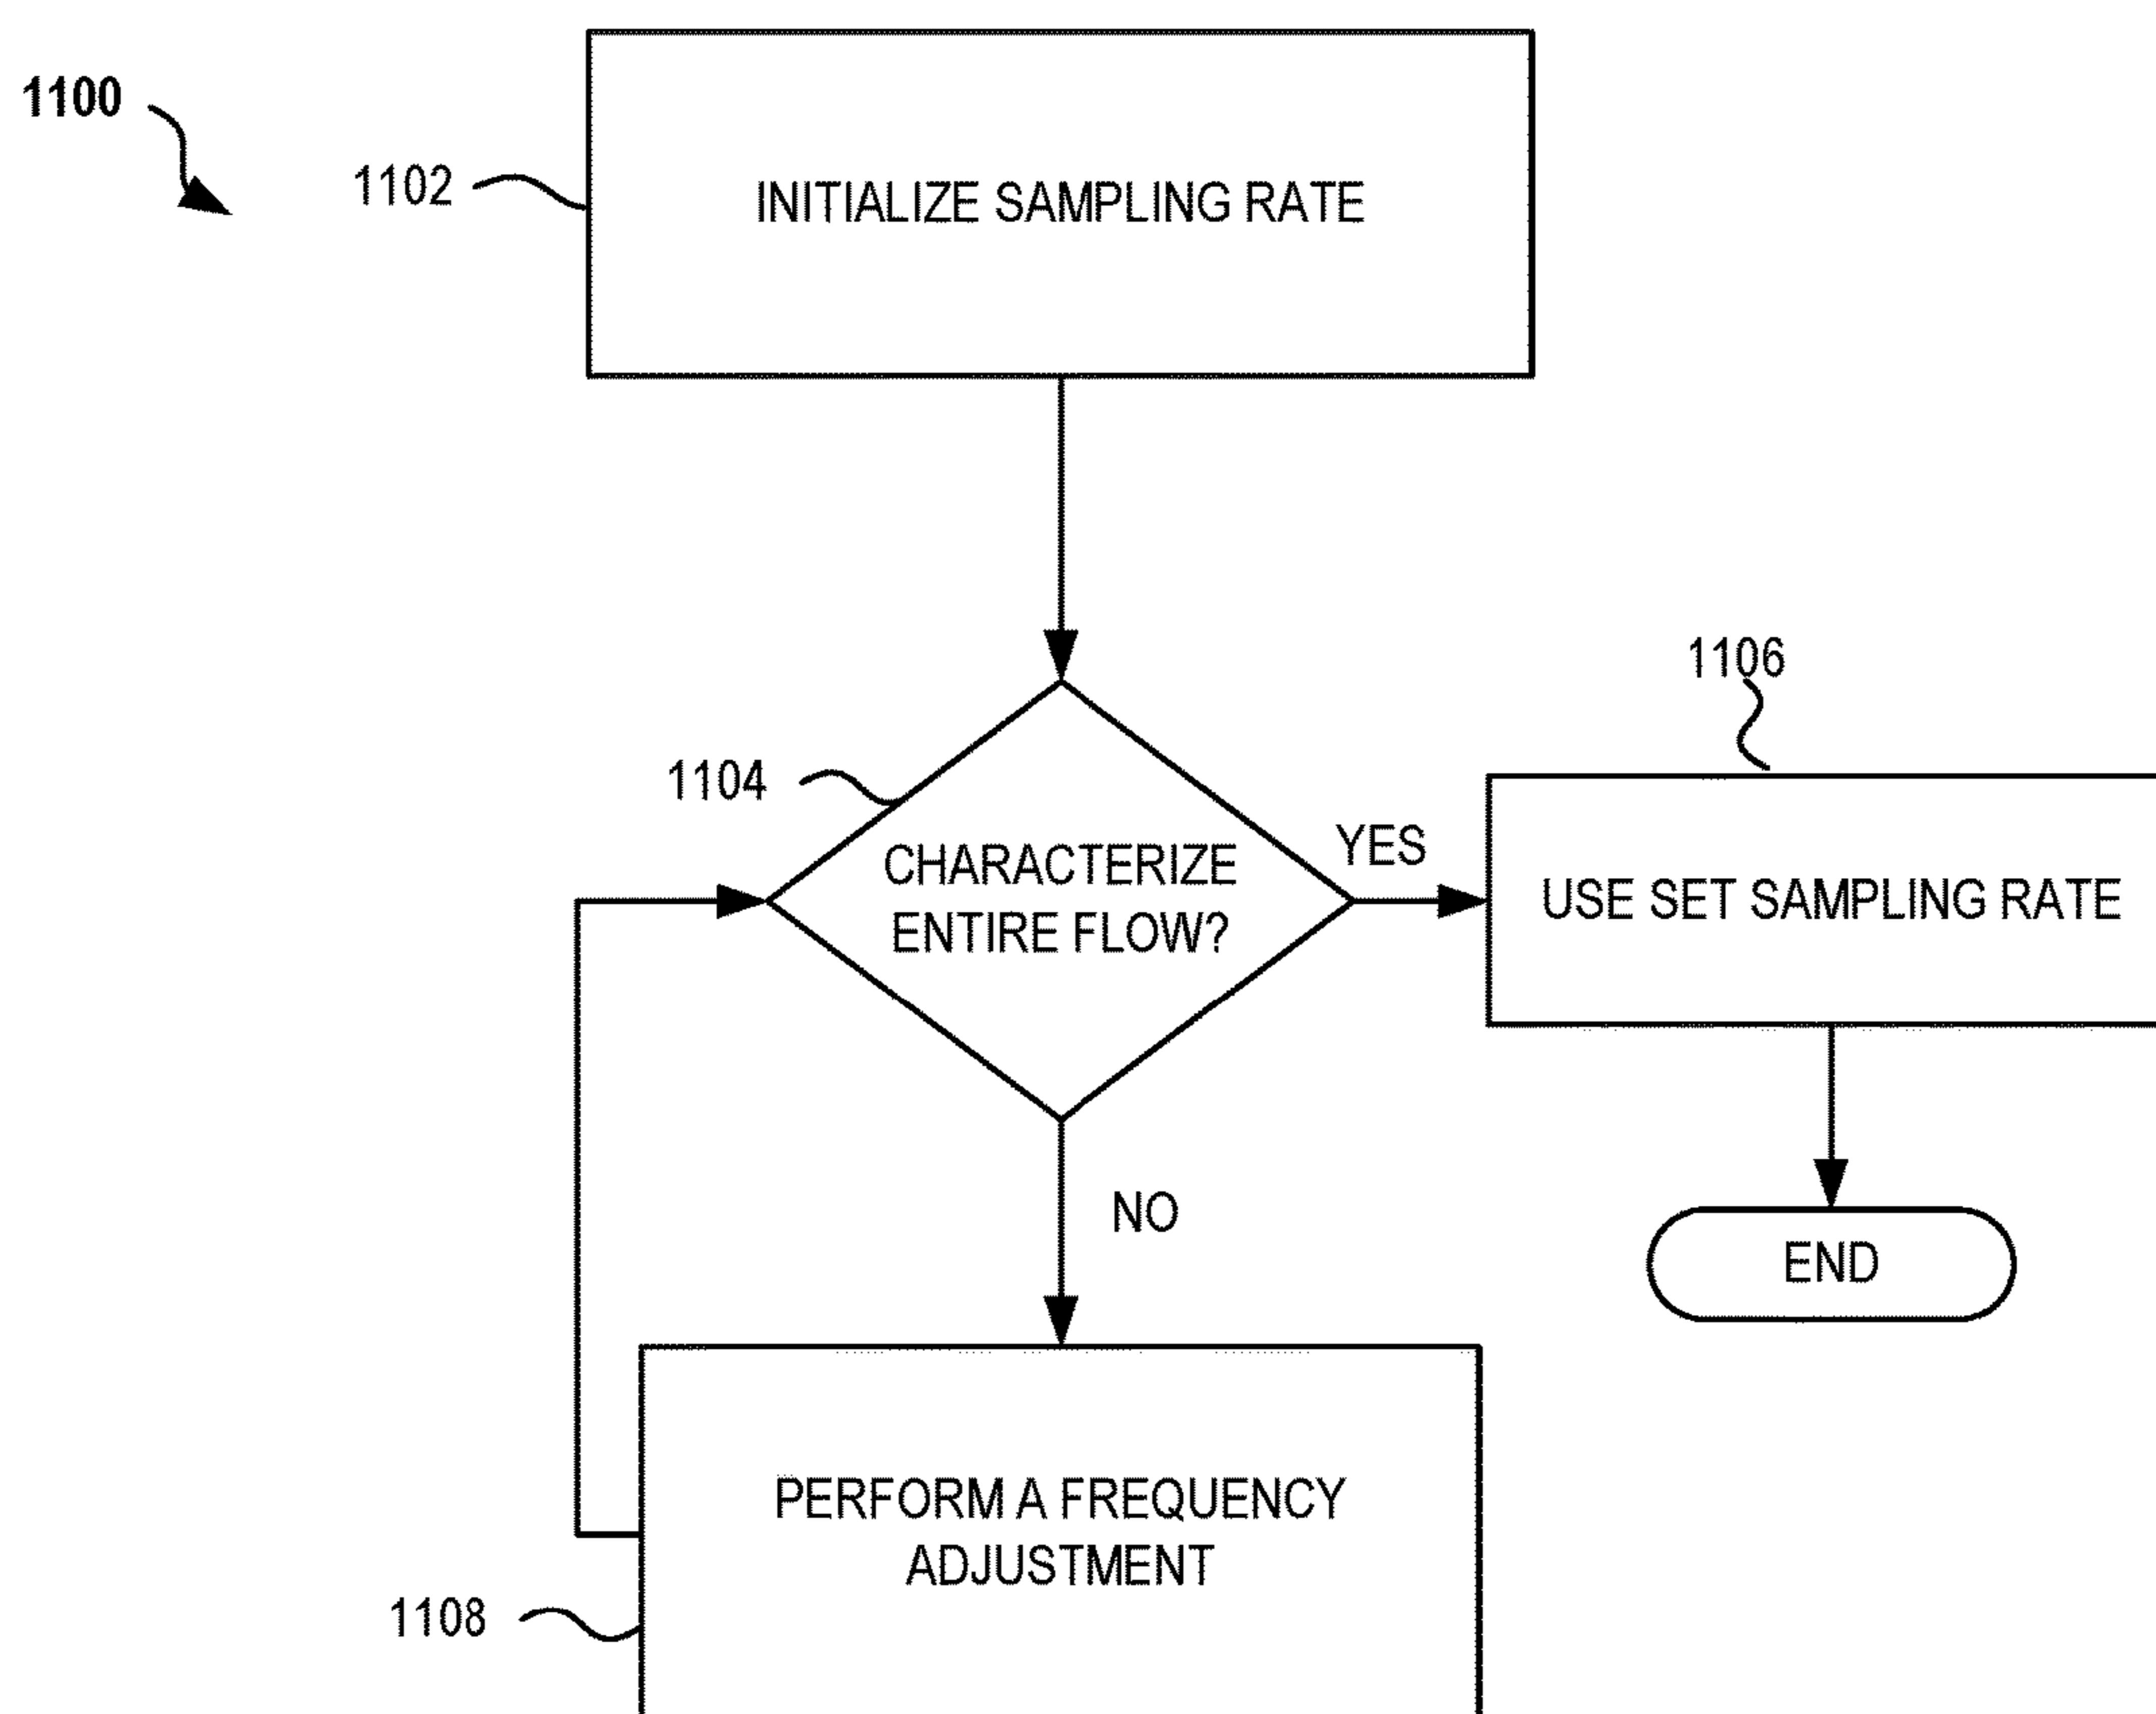 1100
1102
INITIALIZE SAMPLING RATE
1104
CHARACTERIZE
ENTIRE FLOW?
YES
1106
USE SET SAMPLING RATE
NO
END
PERFORM A FREQUENCY
ADJUSTMENT
1108